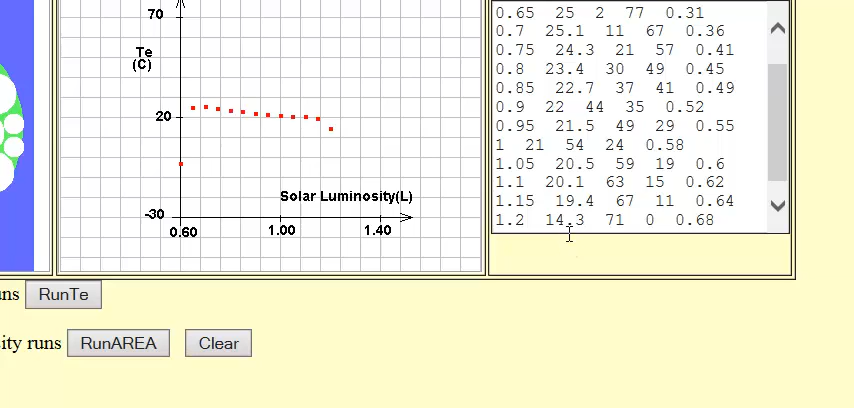 70
Te
(C)
20
-30
Solar Luminosity(L)
0.60 1.00 1.40
0.65 25 2 77 0.31
0.7 25.1 11 67 0.36
0.75 24.3 21 57 0.41
0.8 23.4 30 49 0.45
0.85 22.7 37 41 0.49
0.9 22 44 35 0.52
0.95 21.5 49 29 0.55
1 21 54 24 0.58
1.05 20.5 59 19 0.6
1.1 20.1 63 15 0.62
1.15 19.4 67 11 0.64
1.2 14.3 71 0 0.68
uns RunTe
ity runs RunAREA Clear